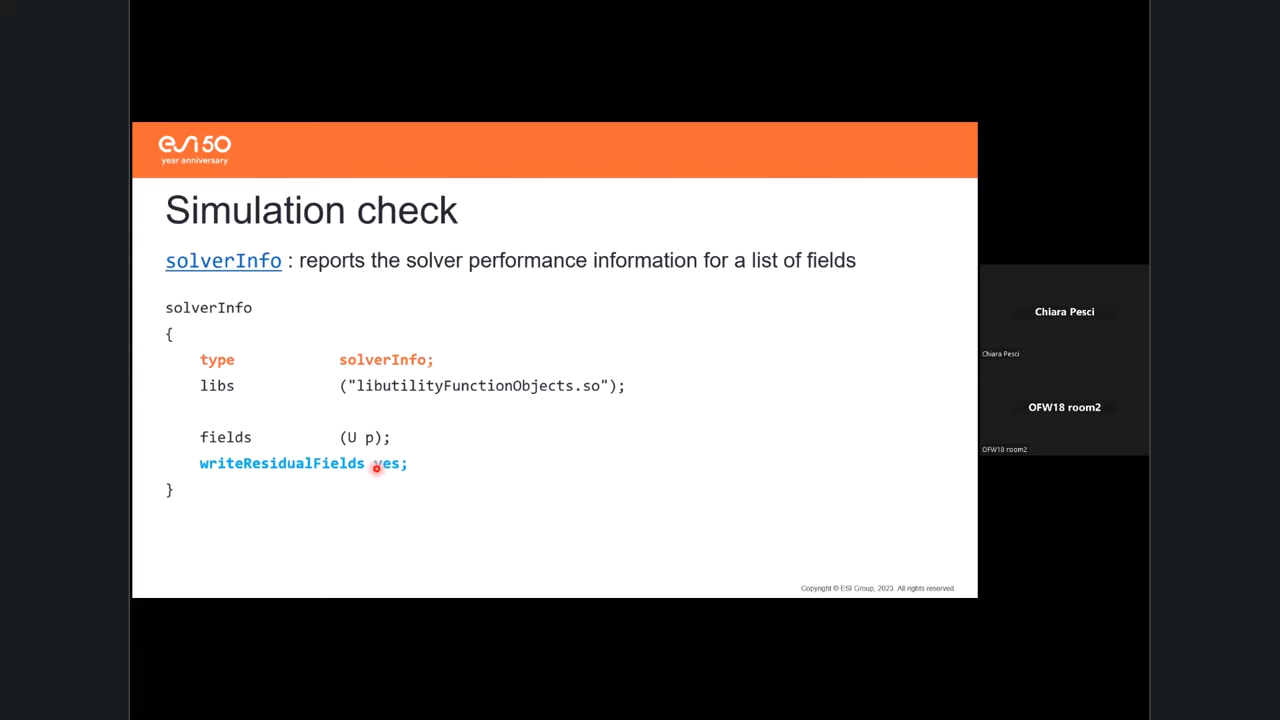 esi 50
year anniversary
Simulation check
solverInfo : reports the solver performance information for a list of fields
solverInfo
{
type solverInfo;
libs ("libutilityFunctionObjects.so");
fields (U p);
writeResidualFields yes;
}
Copyright © ESI Group, 2023. All rights reserved.
Chiara Pesci
Chiara Pesci
OFW18 room2
OFW18 room2